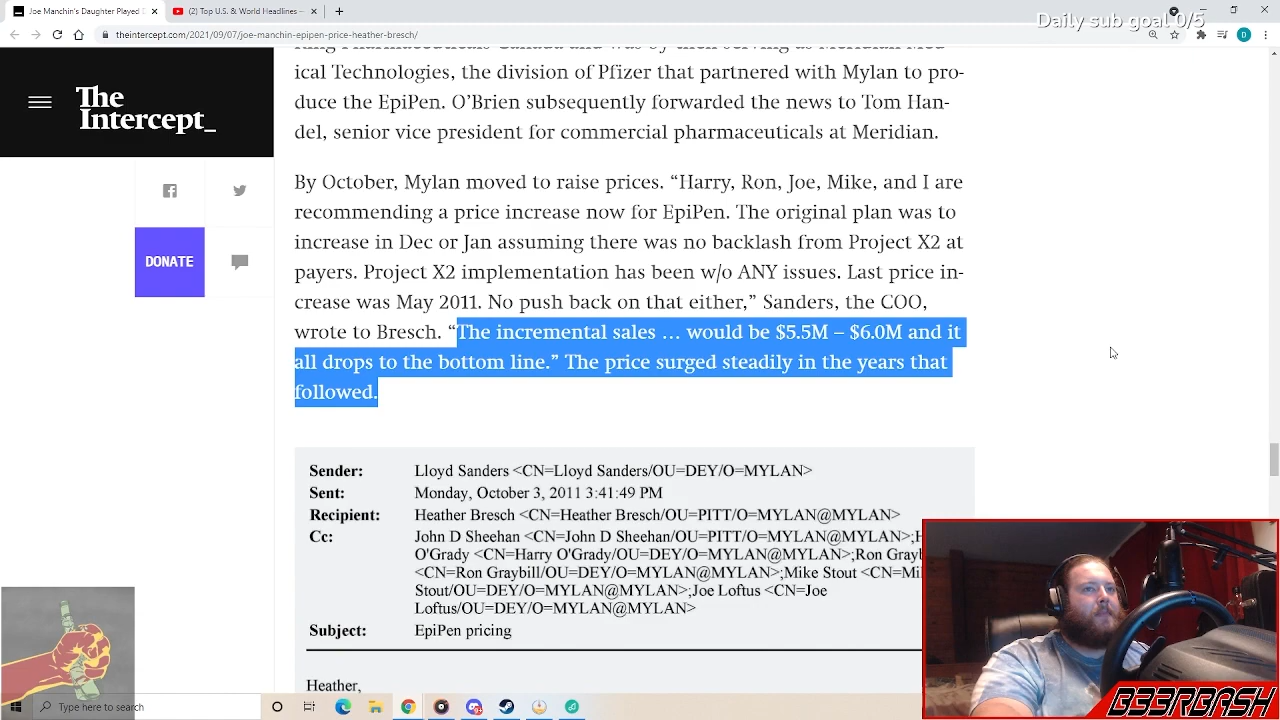 Joe Manchin's Daughter Played D
(2) Top U.S. & World Headlines –
Daily sub goal 0/5
theintercept.com/2021/09/07/joe-manchin-epipen-price-heather-bresch/
D
The
Intercept_
DONATE
ical Technologies, the division of Pfizer that partnered with Mylan to pro-
duce the EpiPen. O'Brien subsequently forwarded the news to Tom Han-
del, senior vice president for commercial pharmaceuticals at Meridian.
By October, Mylan moved to raise prices. “Harry, Ron, Joe, Mike, and I are
recommending a price increase now for EpiPen. The original plan was to
increase in Dec or Jan assuming there was no backlash from Project X2 at
payers. Project X2 implementation has been w/o ANY issues. Last price in-
crease was May 2011. No push back on that either,” Sanders, the COO,
wrote to Bresch. “The incremental sales … would be $5.5M – $6.0M and it
all drops to the bottom line.” The price surged steadily in the years that
followed.
Sender: Lloyd Sanders <CN=Lloyd Sanders/OU=DEY/O=MYLAN>
Sent: Monday, October 3, 2011 3:41:49 PM
Recipient: Heather Bresch <CN=Heather Bresch/OU=PITT/O=MYLAN@MYLAN>
Cc: John D Sheehan <CN=John D Sheehan/OU=PITT/O=MYLAN@MYLAN>;H
O'Grady <CN=Harry O'Grady/OU=DEY/O=MYLAN@MYLAN>;Ron Grayb
<CN=Ron Graybill/OU=DEY/O=MYLAN@MYLAN>;Mike Stout <CN=Mi
Stout/OU=DEY/O=MYLAN@MYLAN>;Joe Loftus <CN=Joe
Loftus/OU=DEY/O=MYLAN@MYLAN>
Subject: EpiPen pricing
Heather,
Type here to search
B33RBASH